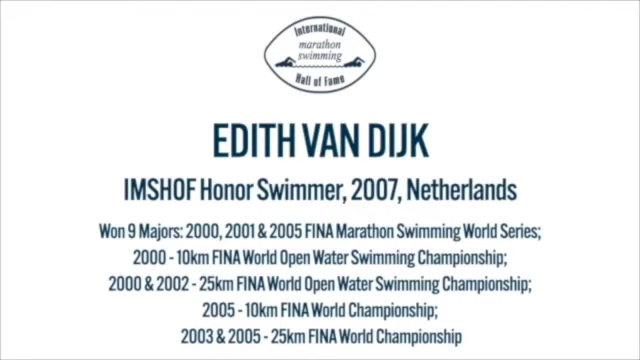 International
marathon
swimming
Hall of Fame
EDITH VAN DIJK
IMSHOF Honor Swimmer, 2007, Netherlands
Won 9 Majors: 2000, 2001 & 2005 FINA Marathon Swimming World Series;
2000 - 10km FINA World Open Water Swimming Championship;
2000 & 2002 - 25km FINA World Open Water Swimming Championship;
2005 - 10km FINA World Championship;
2003 & 2005 - 25km FINA World Championship